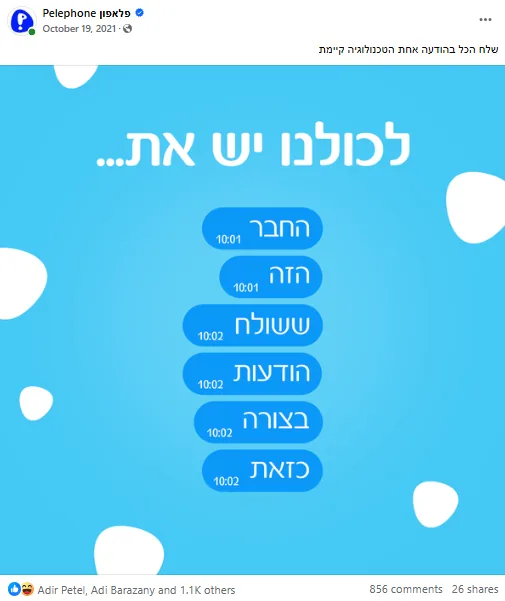 Pelephone פלאפון
October 19, 2021 ·
שלח הכל בהודעה אחת הטכנולוגיה קיימת
לכולנו יש את...
החבר 10:01
הזה 10:01
ששולח 10:02
הודעות 10:02
בצורה 10:02
כזאת 10:02
Adir Petel, Adi Barazany and 1.1K others 856 comments 26 shares